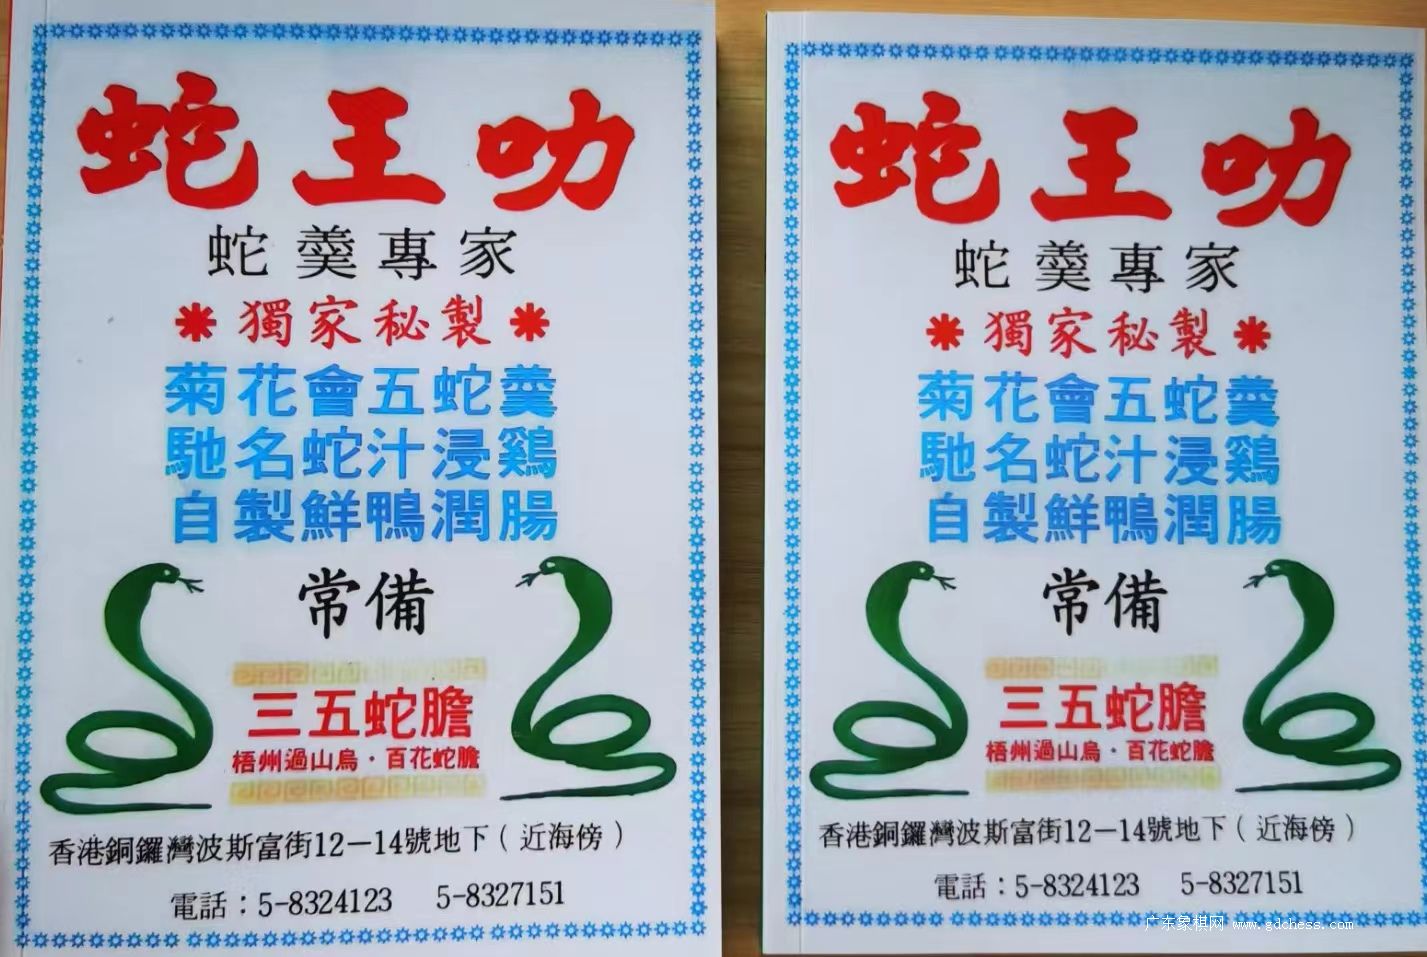 蛇王叻
蛇羹專家
獨家秘製
菊花會五蛇羹
馳名蛇汁浸鷄
自製鮮鴨潤腸
常備
三五蛇膽
梧州過山烏·百花蛇膽
香港銅鑼灣波斯富街12－14號地下（近海傍）
電話：5-8324123 5-8327151
蛇王叻
蛇羹專家
獨家秘製
菊花會五蛇羹
馳名蛇汁浸鷄
自製鮮鴨潤腸
常備
三五蛇膽
梧州過山烏·百花蛇膽
香港銅鑼灣波斯富街12－14號地下（近海傍）
電話：5-8324123 5-8327151
广东象棋网 www.gdchess.com